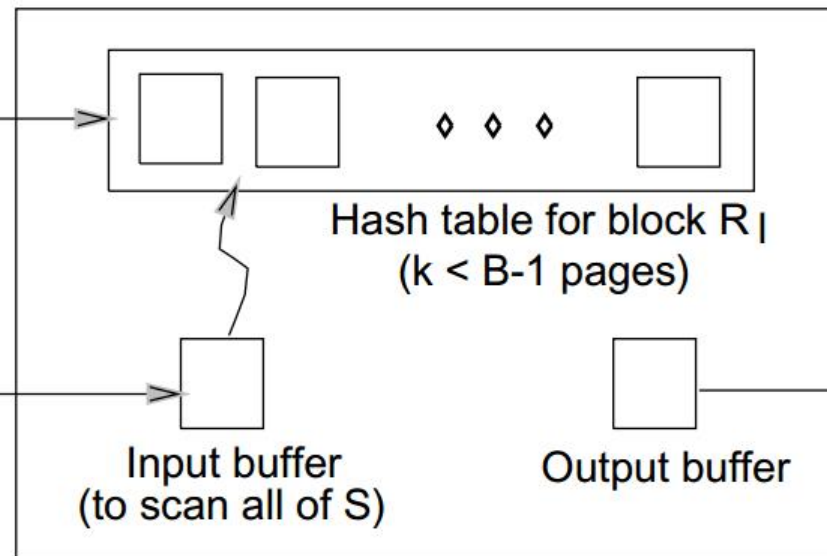 Hash table for block R l
(k < B-1 pages)
Input buffer
(to scan all of S)
Output buffer